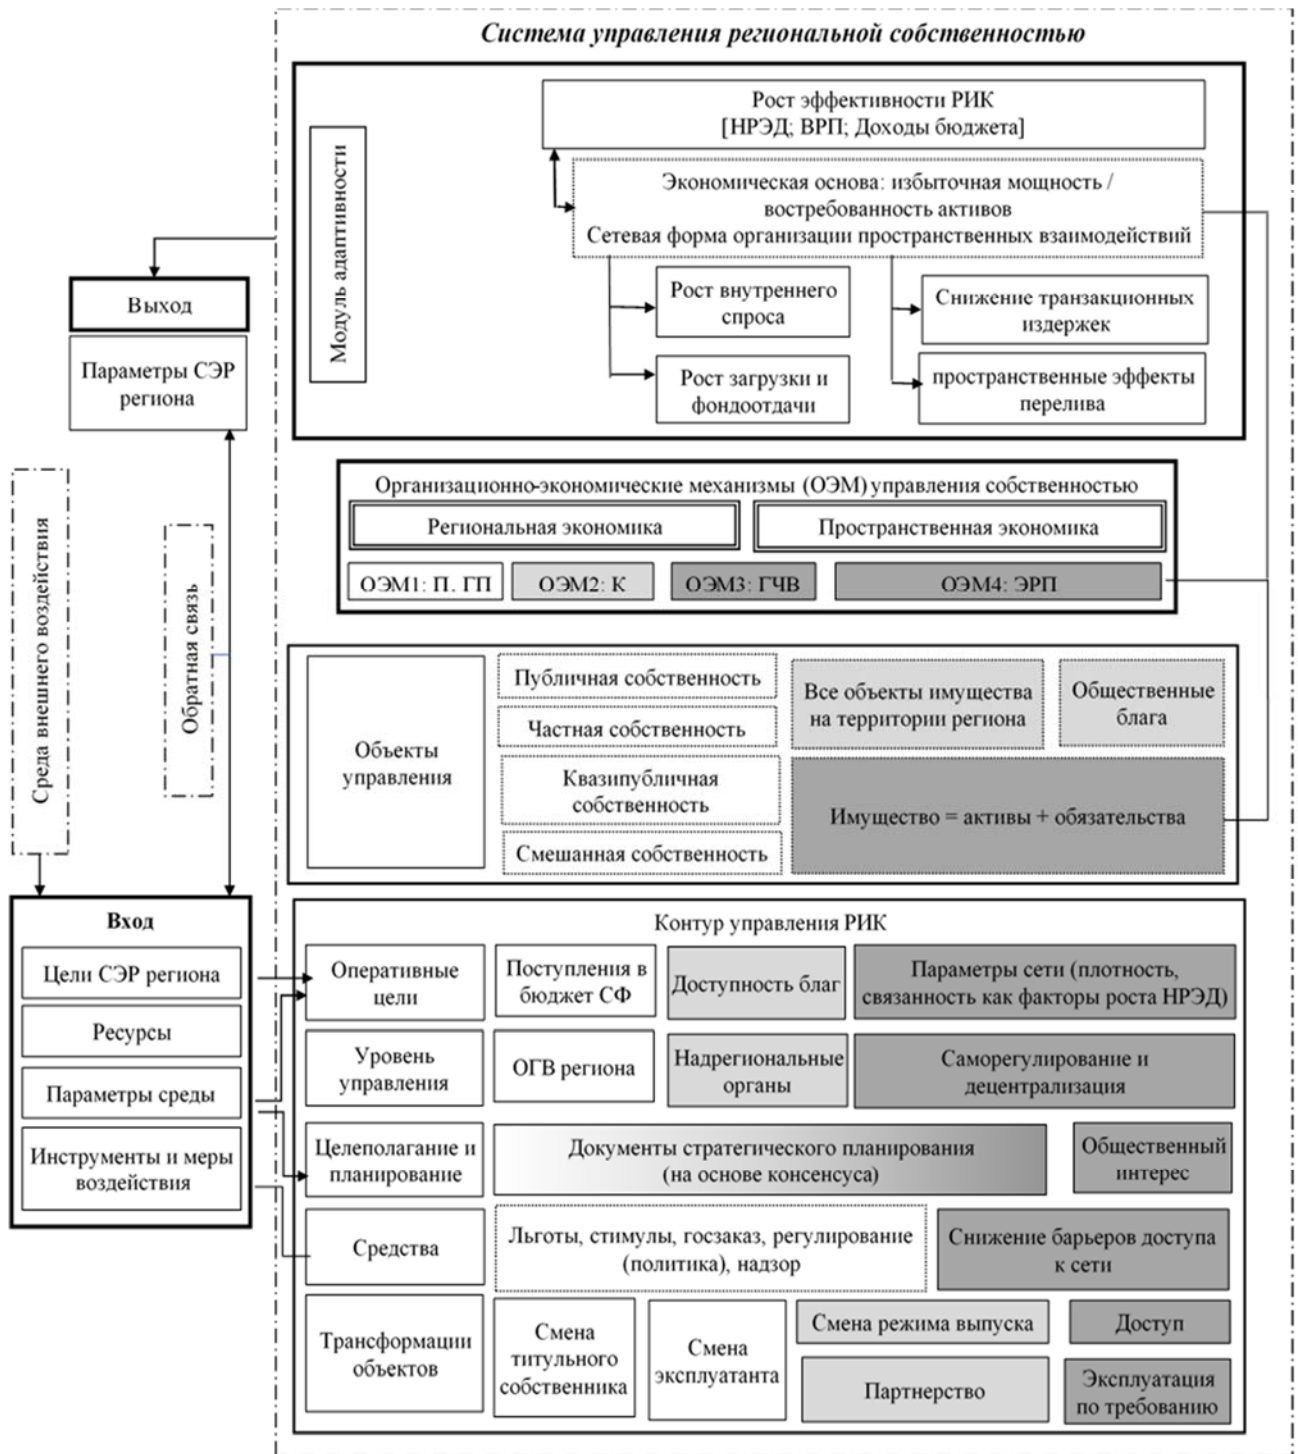 Система управления региональной собственностью
Рост эффективности РИК
[НРЭД; ВРП; Доходы бюджета]
Модуль адаптивности
Экономическая основа: избыточная мощность /
востребованность активов
Сетевая форма организации пространственных взаимодействий
Рост внутреннего
спроса
Снижение транзакционных
издержек
Рост загрузки и
фондоотдачи
пространственные эффекты
перелива
Выход
Параметры СЭР
региона
Среда внешнего воздействия
Обратная связь
Организационно-экономические механизмы (ОЭМ) управления собственностью
Региональная экономика
Пространственная экономика
ОЭМ1: П. ГП
ОЭМ2: К
ОЭМ3: ГЧВ
ОЭМ4: ЭРП
Объекты
управления
Публичная собственность
Частная собственность
Квазипубличная
собственность
Смешанная собственность
Все объекты имущества
на территории региона
Общественные
блага
Имущество = активы + обязательства
Вход
Цели СЭР региона
Ресурсы
Параметры среды
Инструменты и меры
воздействия
Контур управления РИК
Оперативные
цели
Поступления в
бюджет СФ
Доступность благ
Параметры сети (плотность,
связанность как факторы роста НРЭД)
Уровень
управления
ОГВ региона
Надрегиональные
органы
Саморегулирование и
децентрализация
Целеполагание и
планирование
Документы стратегического планирования
(на основе консенсуса)
Общественный
интерес
Средства
Льготы, стимулы, госзаказ, регулирование
(политика), надзор
Снижение барьеров доступа
к сети
Трансформации
объектов
Смена
титульного
собственника
Смена
эксплуатанта
Смена режима выпуска
Партнерство
Доступ
Эксплуатация
по требованию